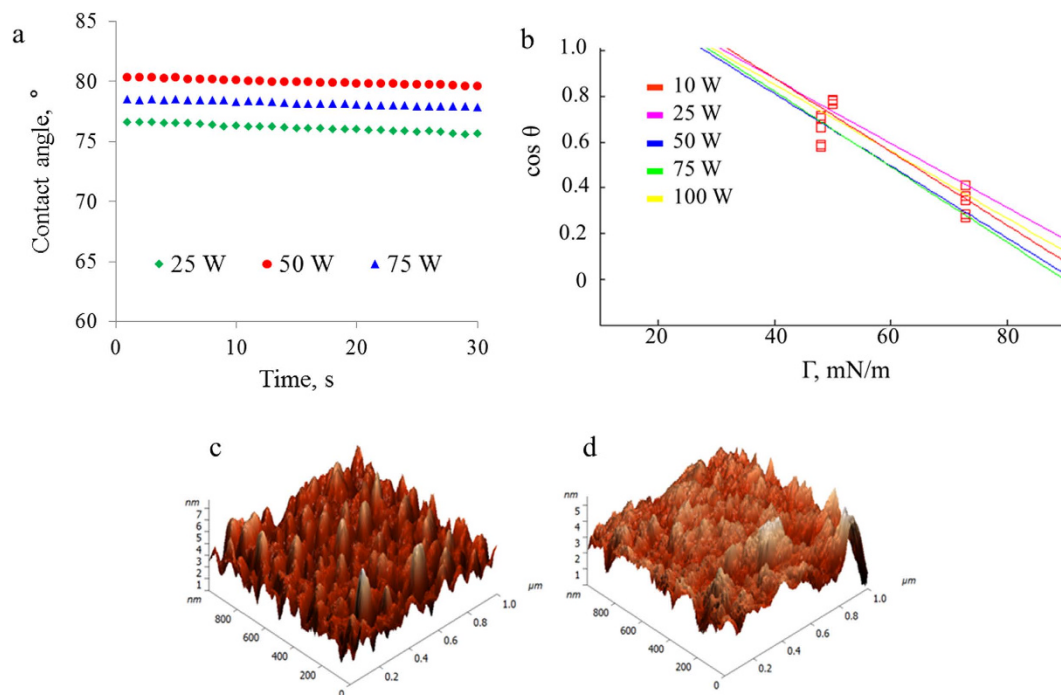 a
85
80
75
70
65
60
Contact angle, °
25 W 50 W 75 W
0 10 20 30
Time, s
b
1.0
0.8
0.6
0.4
0.2
0
cos θ
10 W
25 W
50 W
75 W
100 W
20 40 60 80
Γ, mN/m
c
nm
7
6
5
4
3
2
1
nm
800
600
400
200
0
0.2
0.4
0.6
0.8
1.0
μm
d
nm
5
4
3
2
1
nm
800
600
400
200
0
0.2
0.4
0.6
0.8
1.0
μm